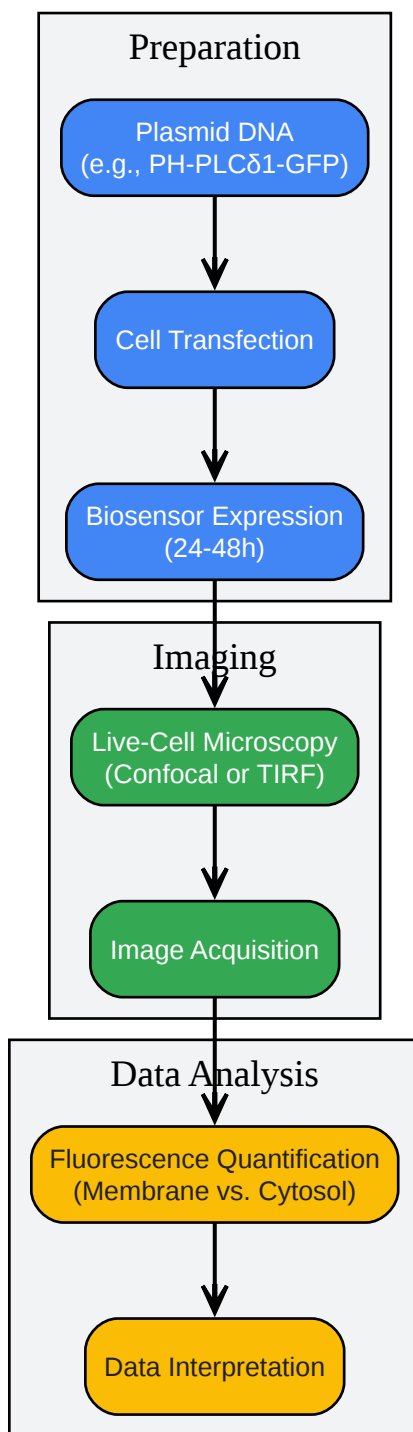 Preparation
Plasmid DNA
(e.g., PH-PLCδ1-GFP)
Cell Transfection
Biosensor Expression
(24-48h)
Imaging
Live-Cell Microscopy
(Confocal or TIRF)
Image Acquisition
Data Analysis
Fluorescence Quantification
(Membrane vs. Cytosol)
Data Interpretation